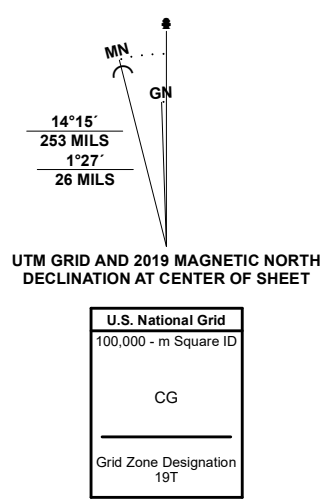 MN
GN
14°15´
253 MILS
1°27´
26 MILS
UTM GRID AND 2019 MAGNETIC NORTH
DECLINATION AT CENTER OF SHEET
U.S. National Grid
100,000 - m Square ID
CG
Grid Zone Designation
19T